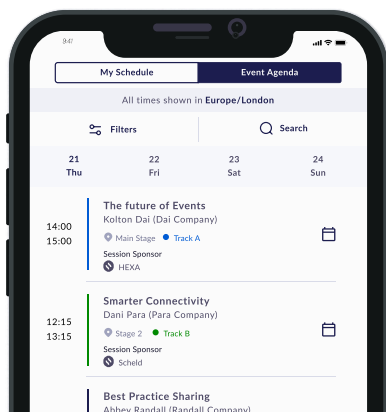 9:41
My Schedule Event Agenda
All times shown in Europe/London
Filters Search
21 22 23 24
Thu Fri Sat Sun
The future of Events
Kolton Dai (Dai Company)
14:00
15:00
Main Stage Track A
Session Sponsor
HEXA
Smarter Connectivity
Dani Para (Para Company)
12:15
13:15
Stage 2 Track B
Session Sponsor
Scheld
Best Practice Sharing
Abbey Randall (Randall Company)